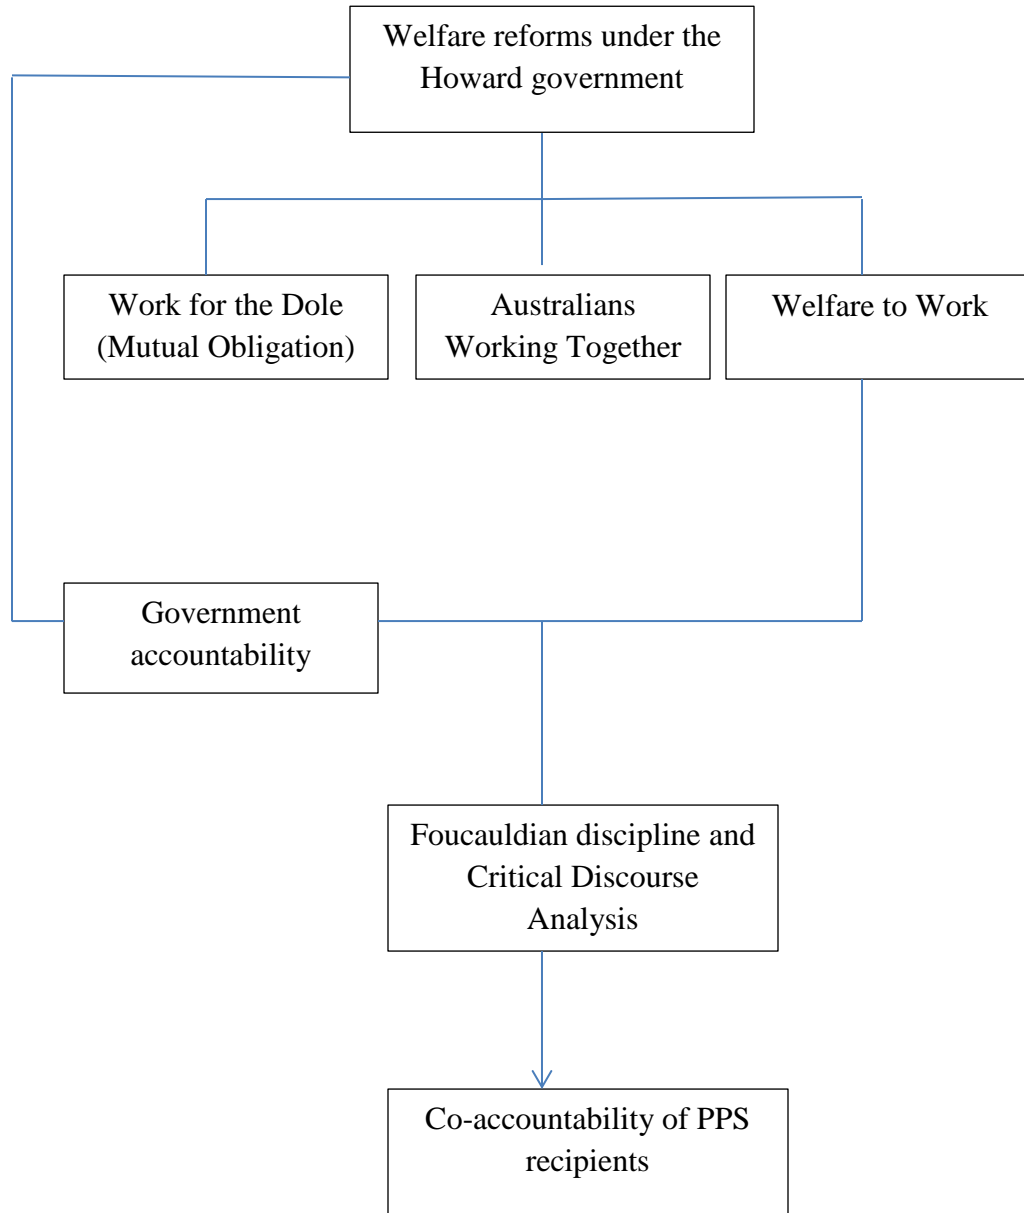 Welfare reforms under the
Howard government
Work for the Dole
(Mutual Obligation)
Australians
Working Together
Welfare to Work
Government
accountability
Foucauldian discipline and
Critical Discourse
Analysis
Co-accountability of PPS
recipients